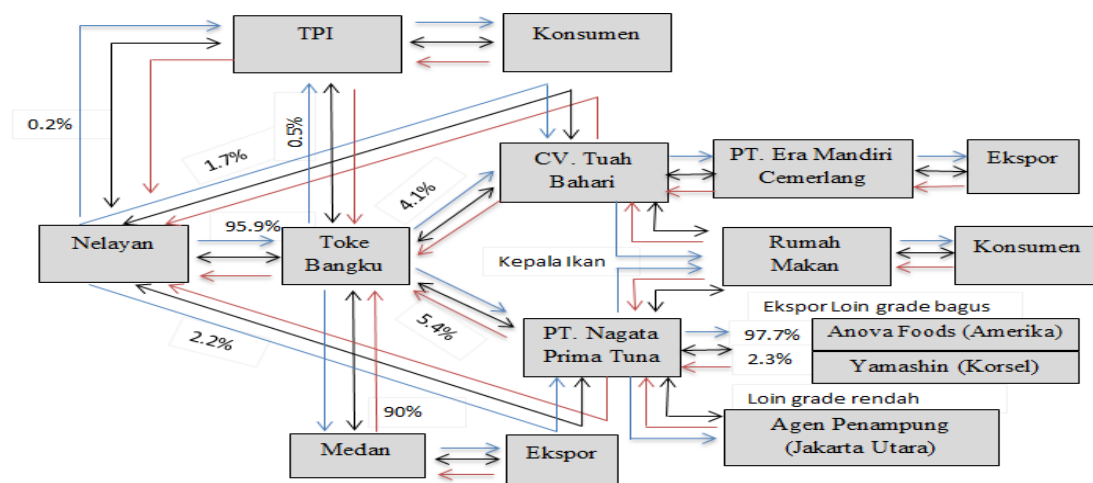 TPI
Konsumen
0.2%
1.7%
0.5%
4.1%
CV. Tuah
Bahari
PT. Era Mandiri
Cemerlang
Ekspor
Nelayan
95.9%
Toke
Bangku
Kepala Ikan
Rumah
Makan
Konsumen
2.2%
5.4%
PT. Nagata
Prima Tuna
Ekspor Loin grade bagus
97.7%
Anova Foods (Amerika)
2.3%
Yamashin (Korsel)
Loin grade rendah
90%
Agen Penampung
(Jakarta Utara)
Medan
Ekspor